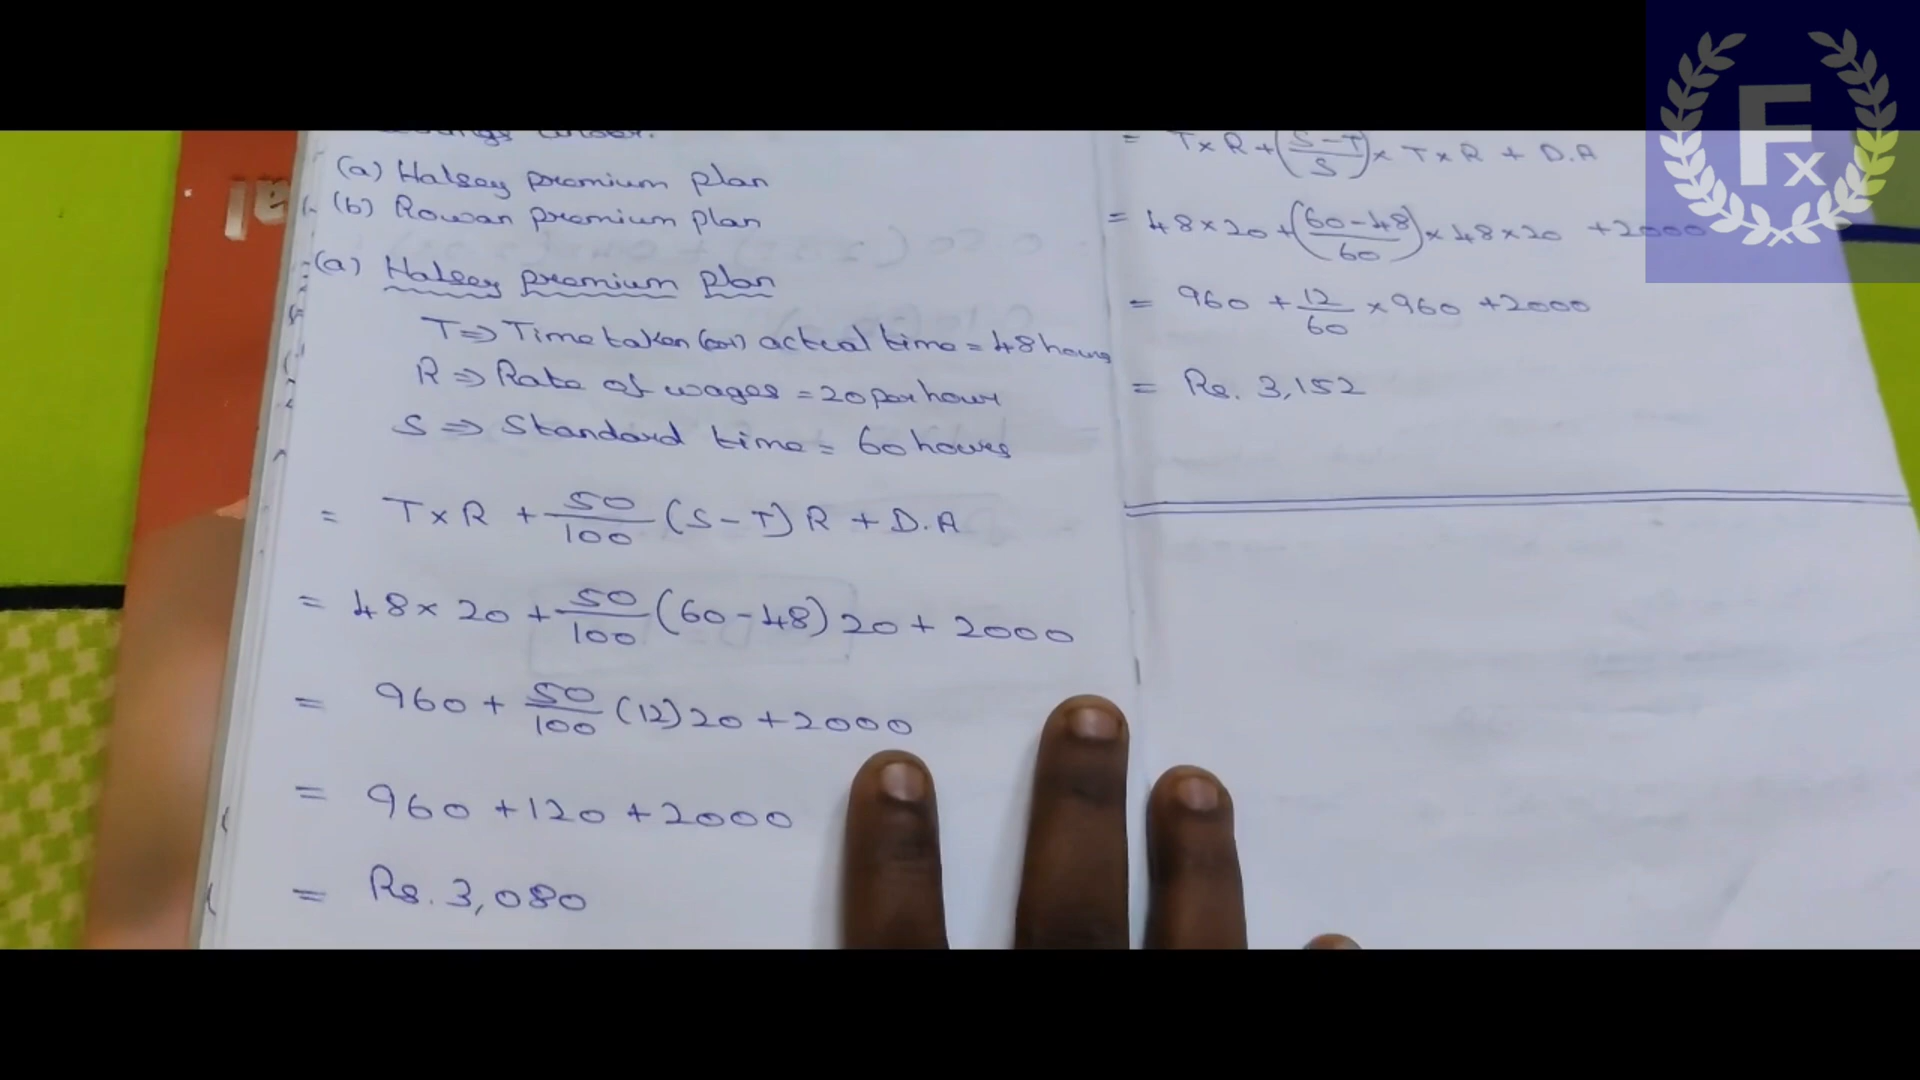 (a) Halsey premium plan
(b) Rowan premium plan
(a) Halsey premium plan
T ⇒ Time taken (or) actual time = 48 hours
R ⇒ Rate of wages = 20 per hour
S ⇒ Standard time = 60 hours
= T × R + 50/100 (S - T) R + D.A
= 48 × 20 + 50/100 (60 - 48) 20 + 2000
= 960 + 50/100 (12) 20 + 2000
= 960 + 120 + 2000
= Rs. 3,080
= T × R + (S - T/S) × T × R + D.A
= 48 × 20 + (60 - 48/60) × 48 × 20 + 2000
= 960 + 12/60 × 960 + 2000
= Rs. 3,152
Fx